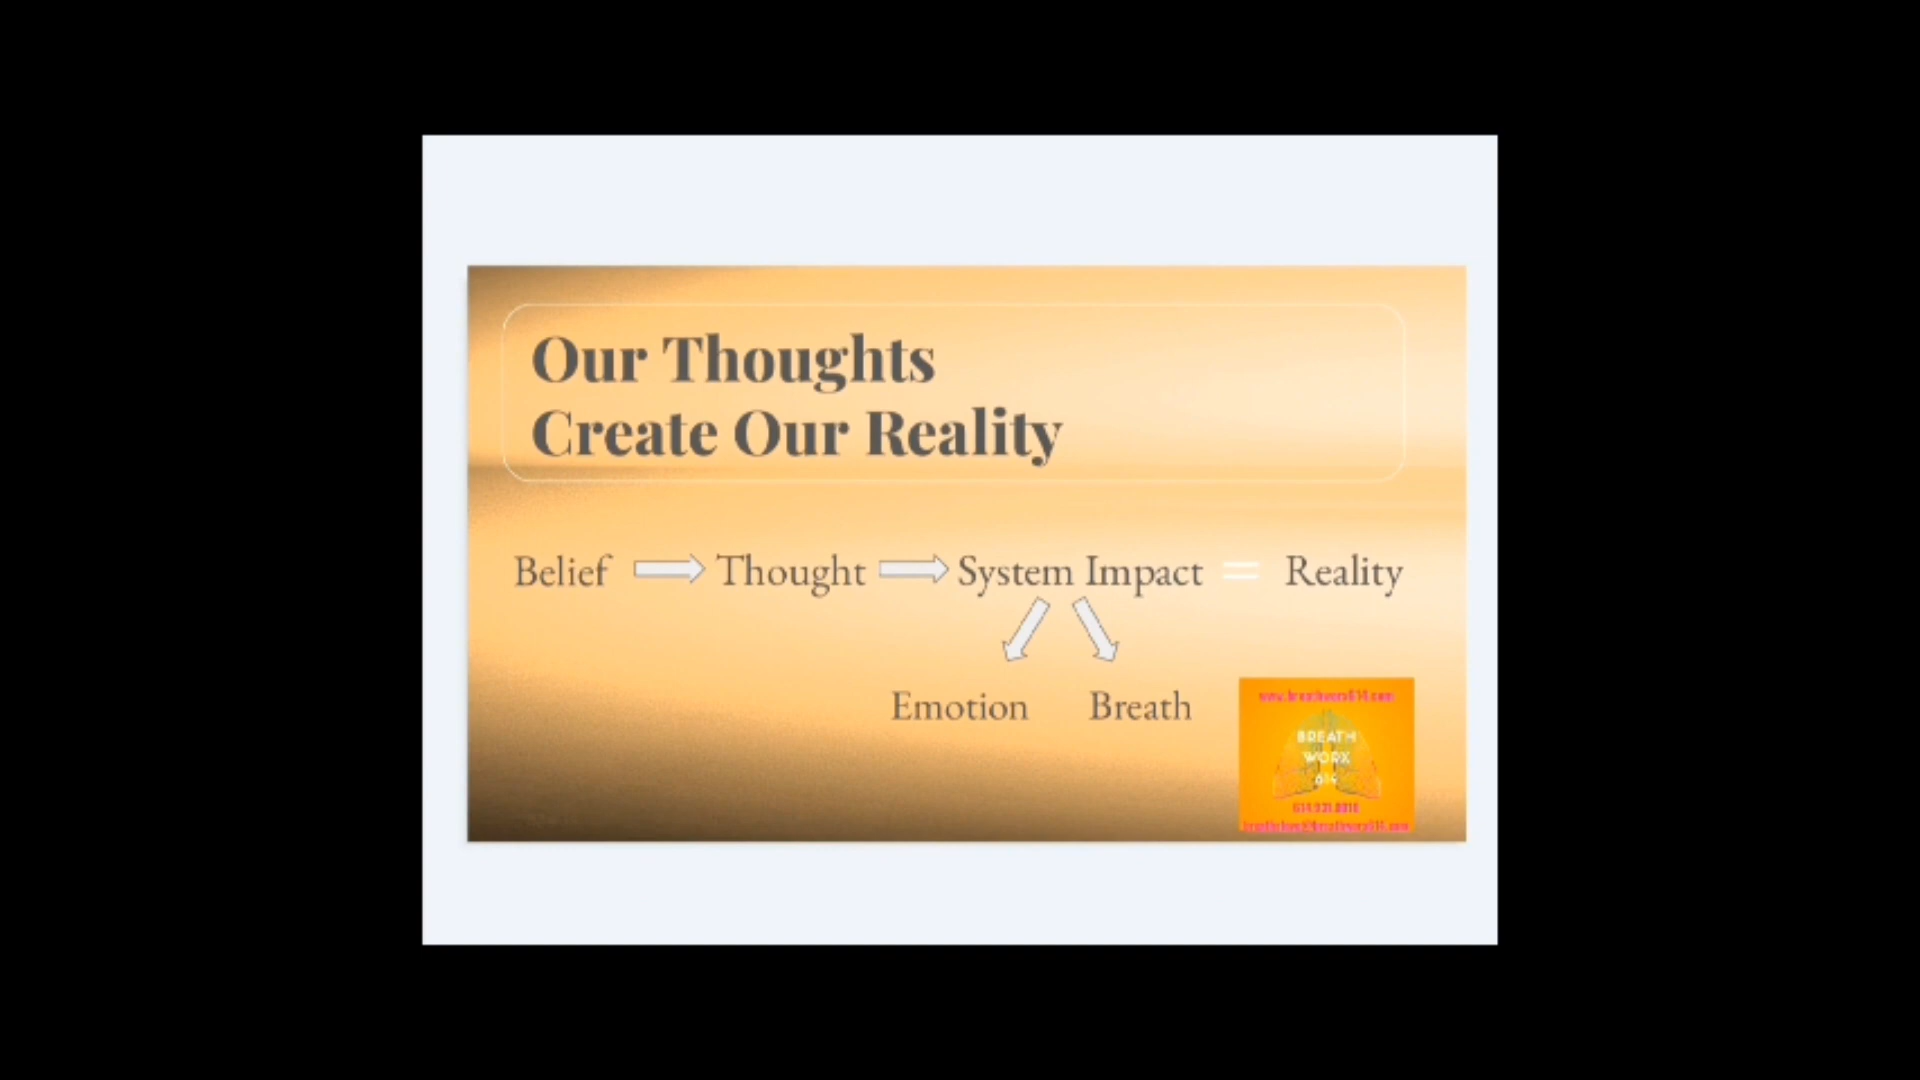 Our Thoughts
Create Our Reality
Belief Thought System Impact = Reality
Emotion Breath
BREATH
WORX